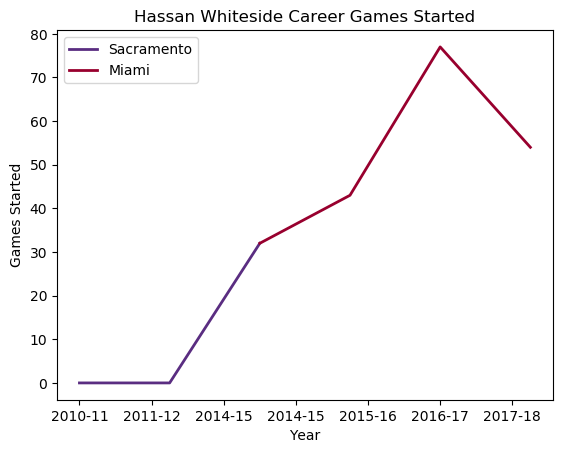 Hassan Whiteside Career Games Started
Sacramento
Miami
80
70
60
50
40
30
20
10
0
Games Started
2010-11 2011-12 2014-15 2014-15 2015-16 2016-17 2017-18
Year